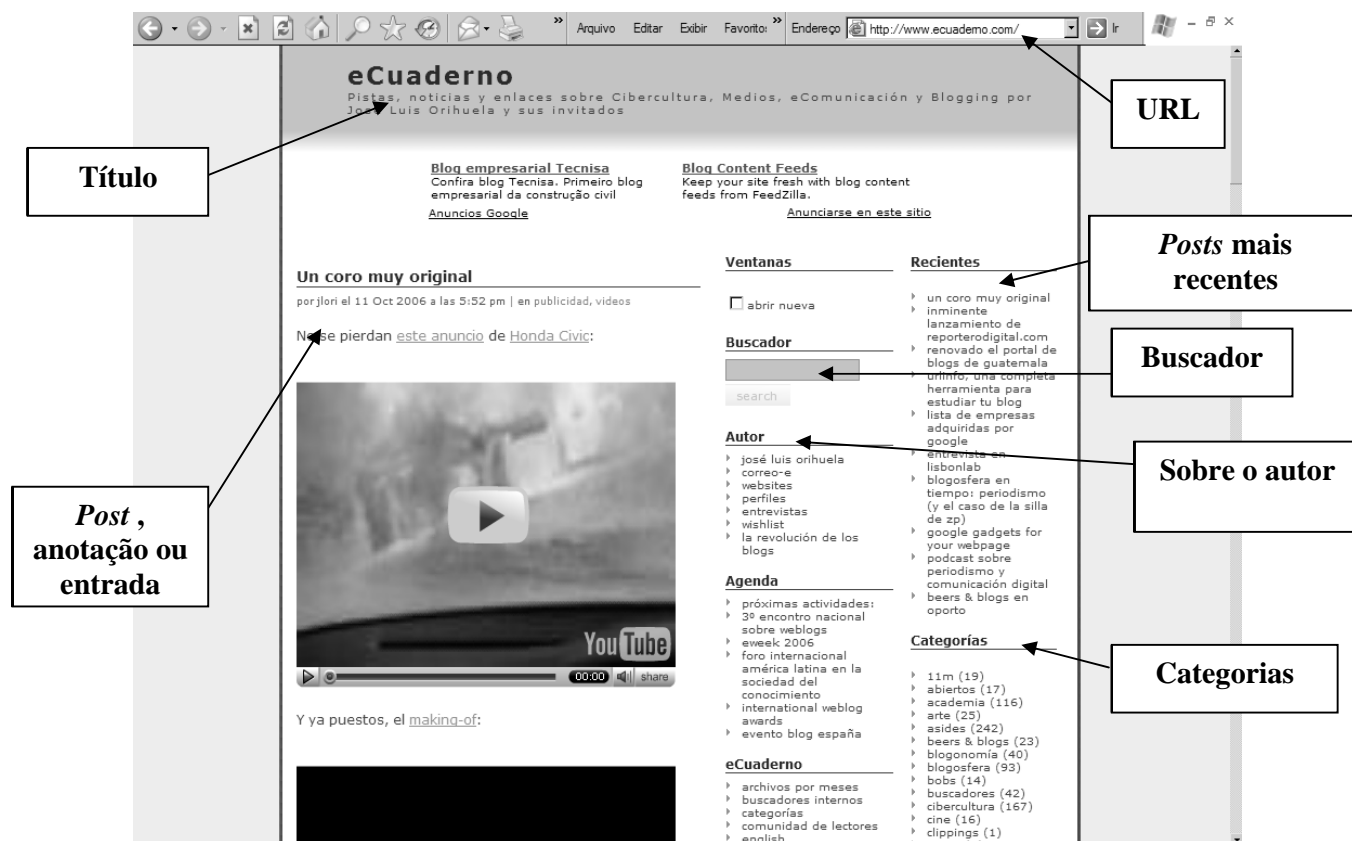 »
Arquivo Editar Exibir Favorito: »
Endereço http://www.ecuaderno.com/ Ir
eCuaderno
Pistas, noticias y enlaces sobre Cibercultura, Medios, eComunicación y Blogging por
José Luis Orihuela y sus invitados
URL
Título
Blog empresarial Tecnisa
Confira blog Tecnisa. Primeiro blog
empresarial da construção civil
Anuncios Google
Blog Content Feeds
Keep your site fresh with blog content
feeds from FeedZilla.
Anunciarse en este sitio
Posts mais
recentes
Buscador
Sobre o autor
Categorias
Post ,
anotação ou
entrada
Un coro muy original
por jlori el 11 Oct 2006 a las 5:52 pm | en publicidad, videos
No se pierdan este anuncio de Honda Civic:
YouTube
00:00 share
Y ya puestos, el making-of:
Ventanas
abrir nueva
Buscador
search
Autor
josé luis orihuela
correo-e
websites
perfiles
entrevistas
wishlist
la revolución de los
blogs
Agenda
próximas actividades:
3º encontro nacional
sobre weblogs
eweek 2006
foro internacional
américa latina en la
sociedad del
conocimiento
international weblog
awards
evento blog españa
eCuaderno
archivos por meses
buscadores internos
categorías
comunidad de lectores
english
Recientes
un coro muy original
inminente
lanzamiento de
reporterodigital.com
renovado el portal de
blogs de guatemala
urlinfo, una completa
herramienta para
estudiar tu blog
lista de empresas
adquiridas por
google
entrevista en
lisbonlab
blogosfera en
tiempo: periodismo
(y el caso de la silla
de zp)
google gadgets for
your webpage
podcast sobre
periodismo y
comunicación digital
beers & blogs en
oporto
Categorías
11m (19)
abiertos (17)
academia (116)
arte (25)
asides (242)
beers & blogs (23)
blogonomía (40)
blogosfera (93)
bobs (14)
buscadores (42)
cibercultura (167)
cine (16)
clippings (1)